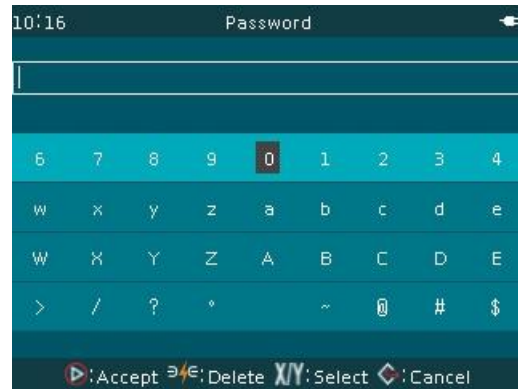 10:16 Password
6 7 8 9 0 1 2 3 4
w x y z a b c d e
W X Y Z A B C D E
> / ? ° ~ @ # $
:Accept :Delete X/Y:Select :Cancel